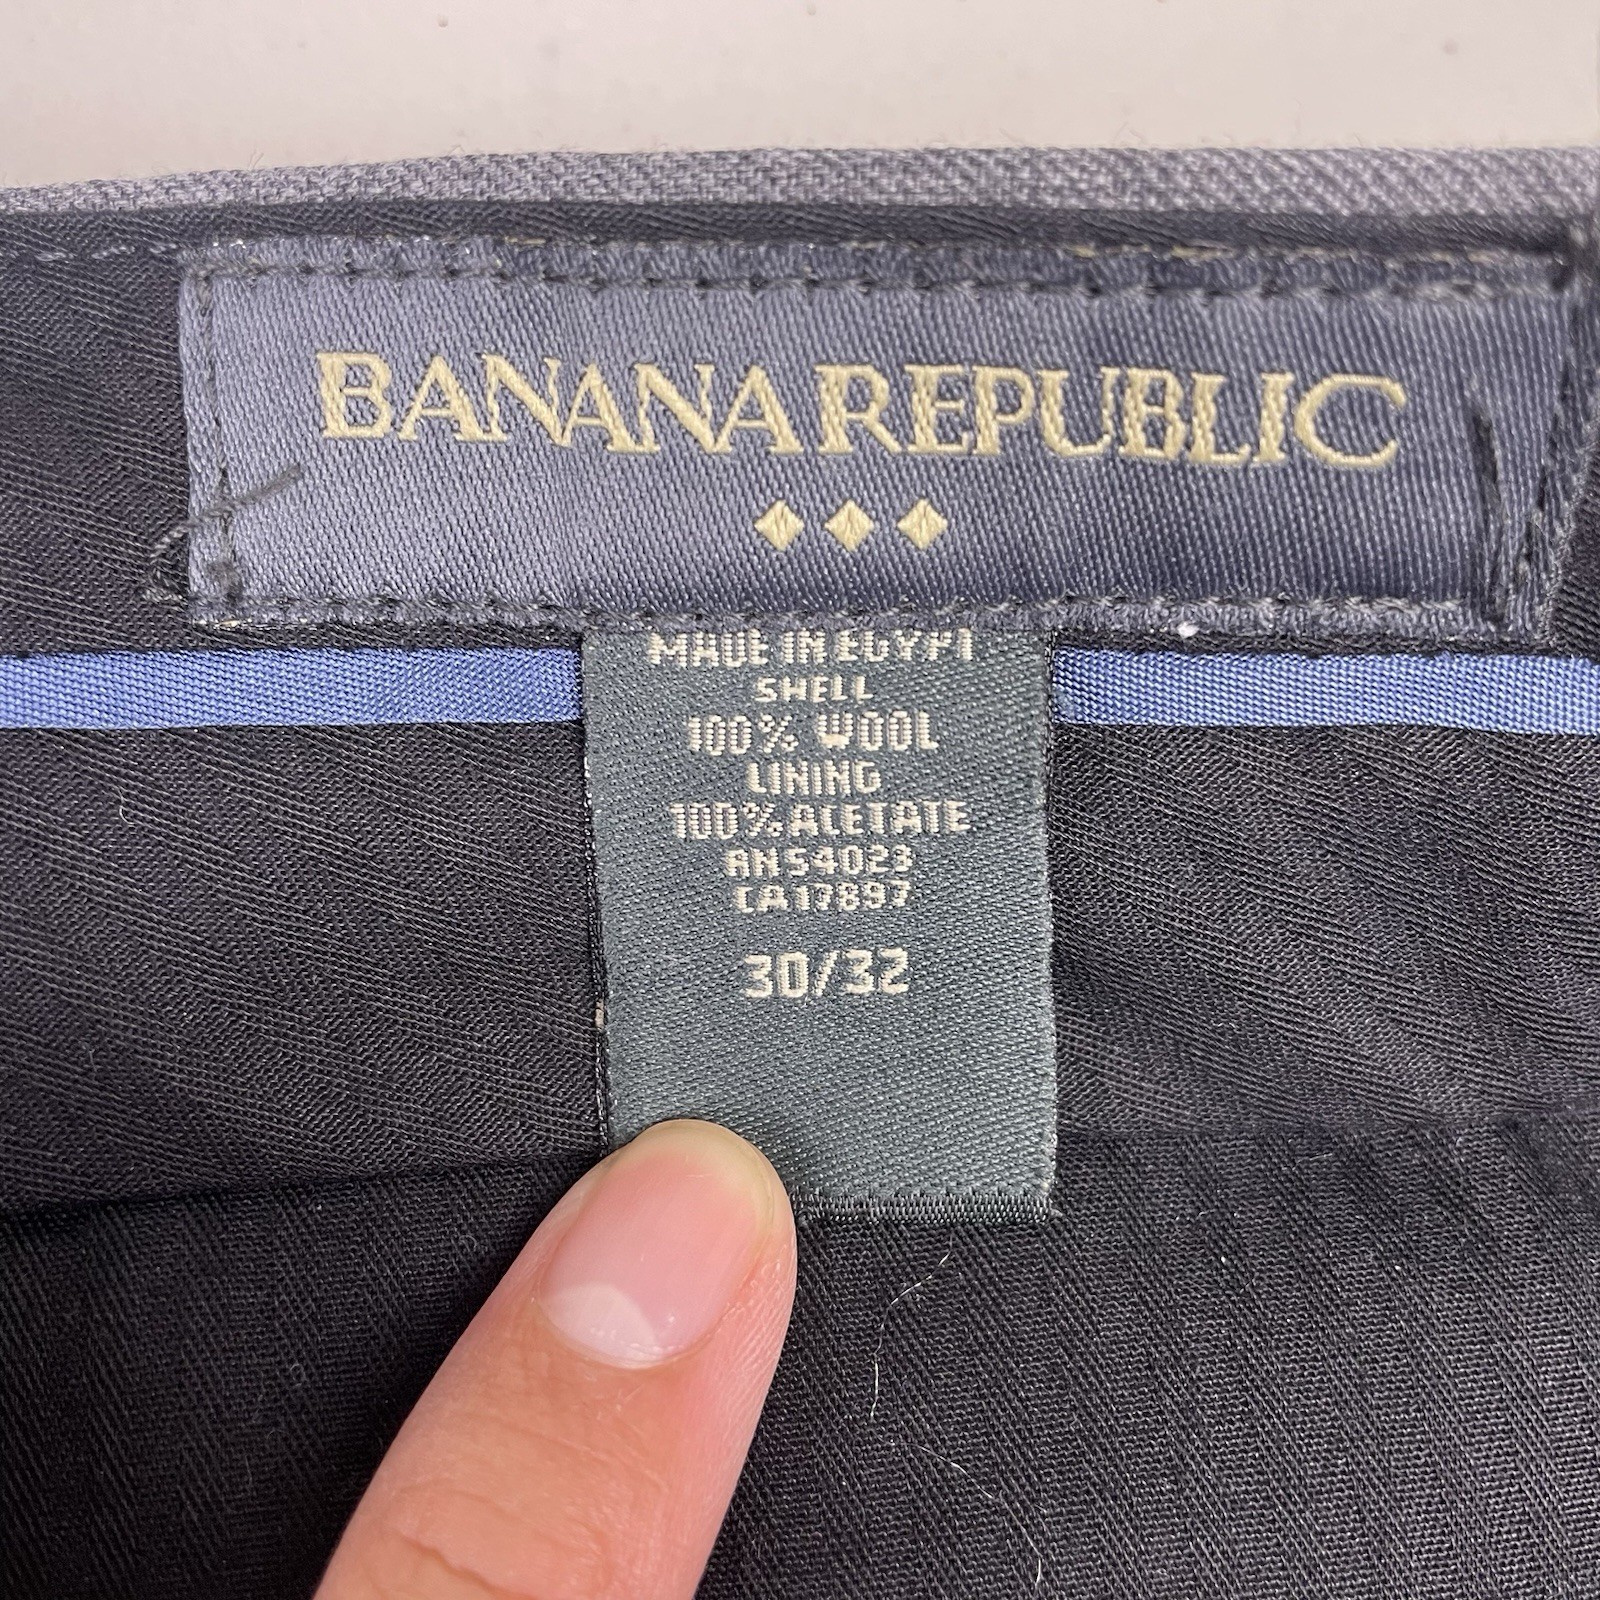 BANANA REPUBLIC
MADE IN EGYPT
SHELL
100% WOOL
LINING
100% ACETATE
RN 54023
CA 17897
30/32